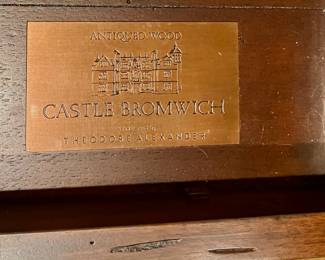 ANTIQUED WOOD
CASTLE BROMWICH
THEODORE ALEXANDER